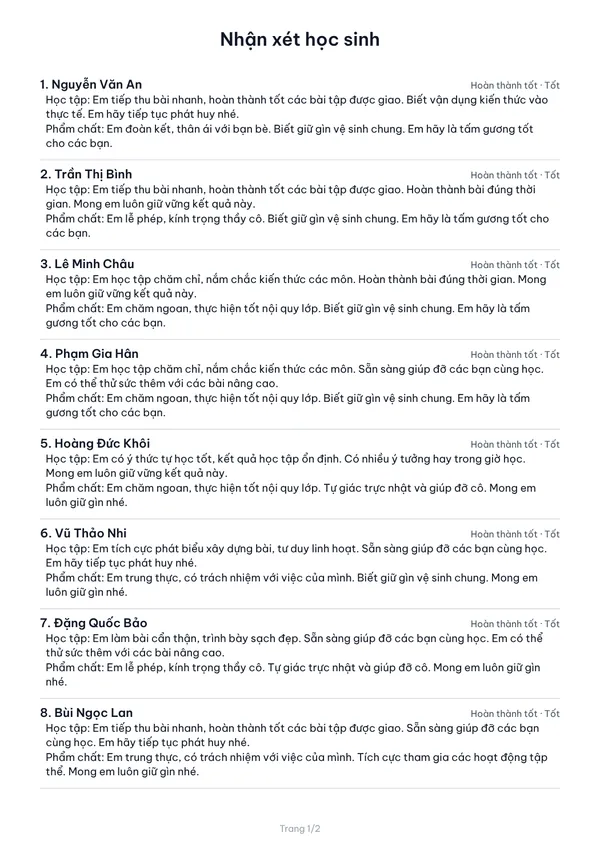 Nhận xét học sinh
1. Nguyễn Văn An Hoàn thành tốt · Tốt
Học tập: Em tiếp thu bài nhanh, hoàn thành tốt các bài tập được giao. Biết vận dụng kiến thức vào
thực tế. Em hãy tiếp tục phát huy nhé.
Phẩm chất: Em đoàn kết, thân ái với bạn bè. Biết giữ gìn vệ sinh chung. Em hãy là tấm gương tốt
cho các bạn.
2. Trần Thị Bình Hoàn thành tốt · Tốt
Học tập: Em tiếp thu bài nhanh, hoàn thành tốt các bài tập được giao. Hoàn thành bài đúng thời
gian. Mong em luôn giữ vững kết quả này.
Phẩm chất: Em lễ phép, kính trọng thầy cô. Biết giữ gìn vệ sinh chung. Em hãy là tấm gương tốt cho
các bạn.
3. Lê Minh Châu Hoàn thành tốt · Tốt
Học tập: Em học tập chăm chỉ, nắm chắc kiến thức các môn. Hoàn thành bài đúng thời gian. Mong
em luôn giữ vững kết quả này.
Phẩm chất: Em chăm ngoan, thực hiện tốt nội quy lớp. Biết giữ gìn vệ sinh chung. Em hãy là tấm
gương tốt cho các bạn.
4. Phạm Gia Hân Hoàn thành tốt · Tốt
Học tập: Em học tập chăm chỉ, nắm chắc kiến thức các môn. Sẵn sàng giúp đỡ các bạn cùng học.
Em có thể thử sức thêm với các bài nâng cao.
Phẩm chất: Em chăm ngoan, thực hiện tốt nội quy lớp. Biết giữ gìn vệ sinh chung. Em hãy là tấm
gương tốt cho các bạn.
5. Hoàng Đức Khôi Hoàn thành tốt · Tốt
Học tập: Em có ý thức tự học tốt, kết quả học tập ổn định. Có nhiều ý tưởng hay trong giờ học.
Mong em luôn giữ vững kết quả này.
Phẩm chất: Em chăm ngoan, thực hiện tốt nội quy lớp. Tự giác trực nhật và giúp đỡ cô. Mong em
luôn giữ gìn nhé.
6. Vũ Thảo Nhi Hoàn thành tốt · Tốt
Học tập: Em tích cực phát biểu xây dựng bài, tư duy linh hoạt. Sẵn sàng giúp đỡ các bạn cùng học.
Em hãy tiếp tục phát huy nhé.
Phẩm chất: Em trung thực, có trách nhiệm với việc của mình. Biết giữ gìn vệ sinh chung. Mong em
luôn giữ gìn nhé.
7. Đặng Quốc Bảo Hoàn thành tốt · Tốt
Học tập: Em làm bài cẩn thận, trình bày sạch đẹp. Sẵn sàng giúp đỡ các bạn cùng học. Em có thể
thử sức thêm với các bài nâng cao.
Phẩm chất: Em lễ phép, kính trọng thầy cô. Tự giác trực nhật và giúp đỡ cô. Mong em luôn giữ gìn
nhé.
8. Bùi Ngọc Lan Hoàn thành tốt · Tốt
Học tập: Em tiếp thu bài nhanh, hoàn thành tốt các bài tập được giao. Sẵn sàng giúp đỡ các bạn
cùng học. Em hãy tiếp tục phát huy nhé.
Phẩm chất: Em trung thực, có trách nhiệm với việc của mình. Tích cực tham gia các hoạt động tập
thể. Mong em luôn giữ gìn nhé.
Trang 1/2